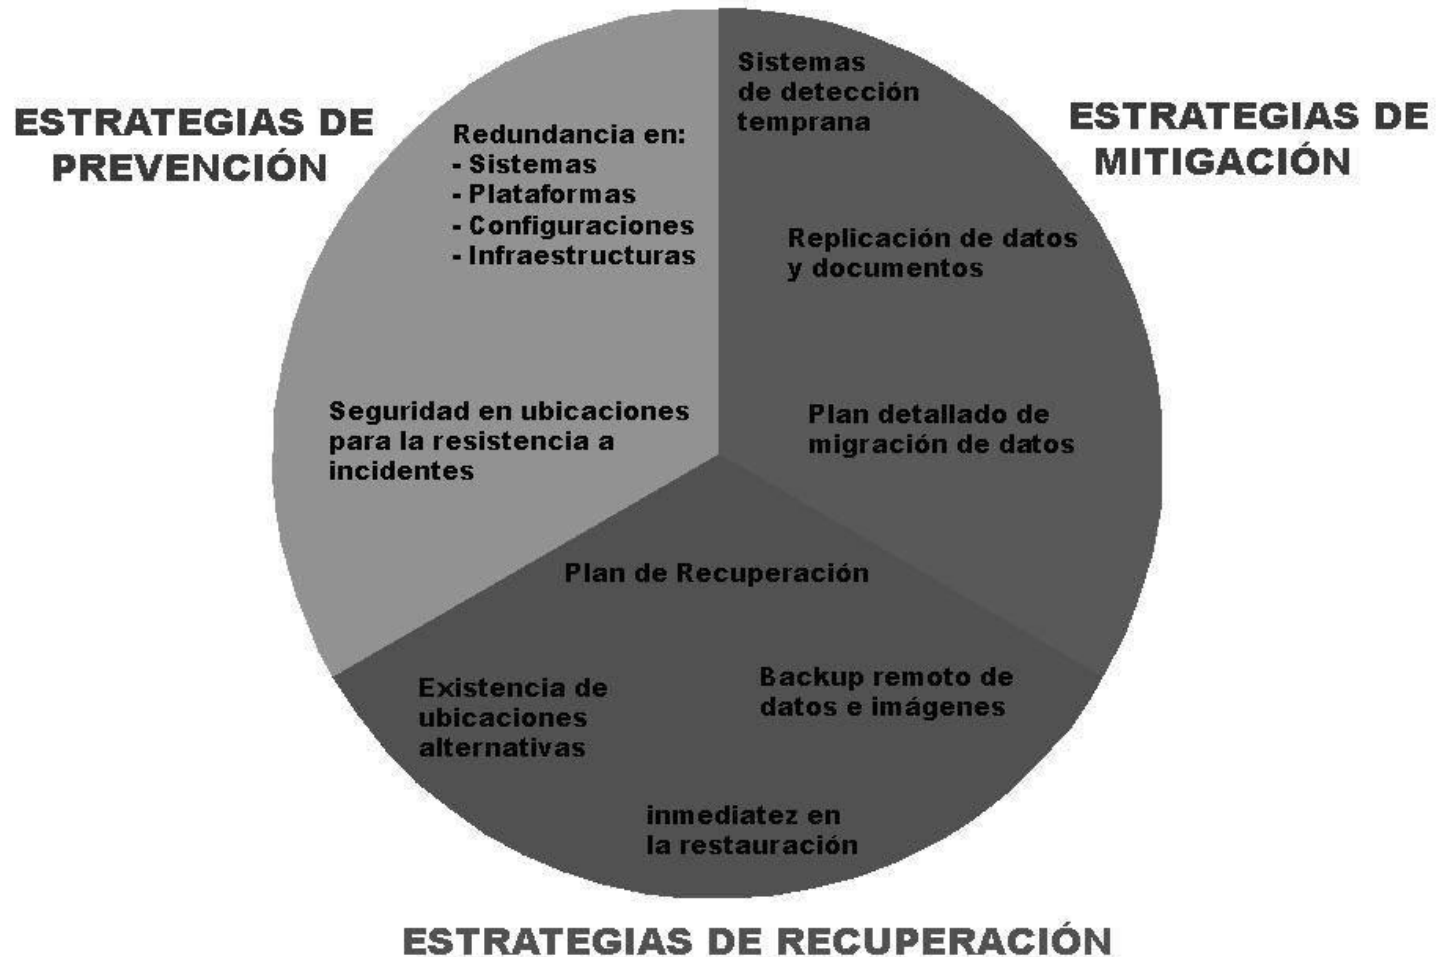 ESTRATEGIAS DE
PREVENCIÓN
Redundancia en:
- Sistemas
- Plataformas
- Configuraciones
- Infraestructuras
Seguridad en ubicaciones
para la resistencia a
incidentes
Sistemas
de detección
temprana
ESTRATEGIAS DE
MITIGACIÓN
Replicación de datos
y documentos
Plan detallado de
migración de datos
Plan de Recuperación
Existencia de
ubicaciones
alternativas
Backup remoto de
datos e imágenes
inmediatez en
la restauración
ESTRATEGIAS DE RECUPERACIÓN